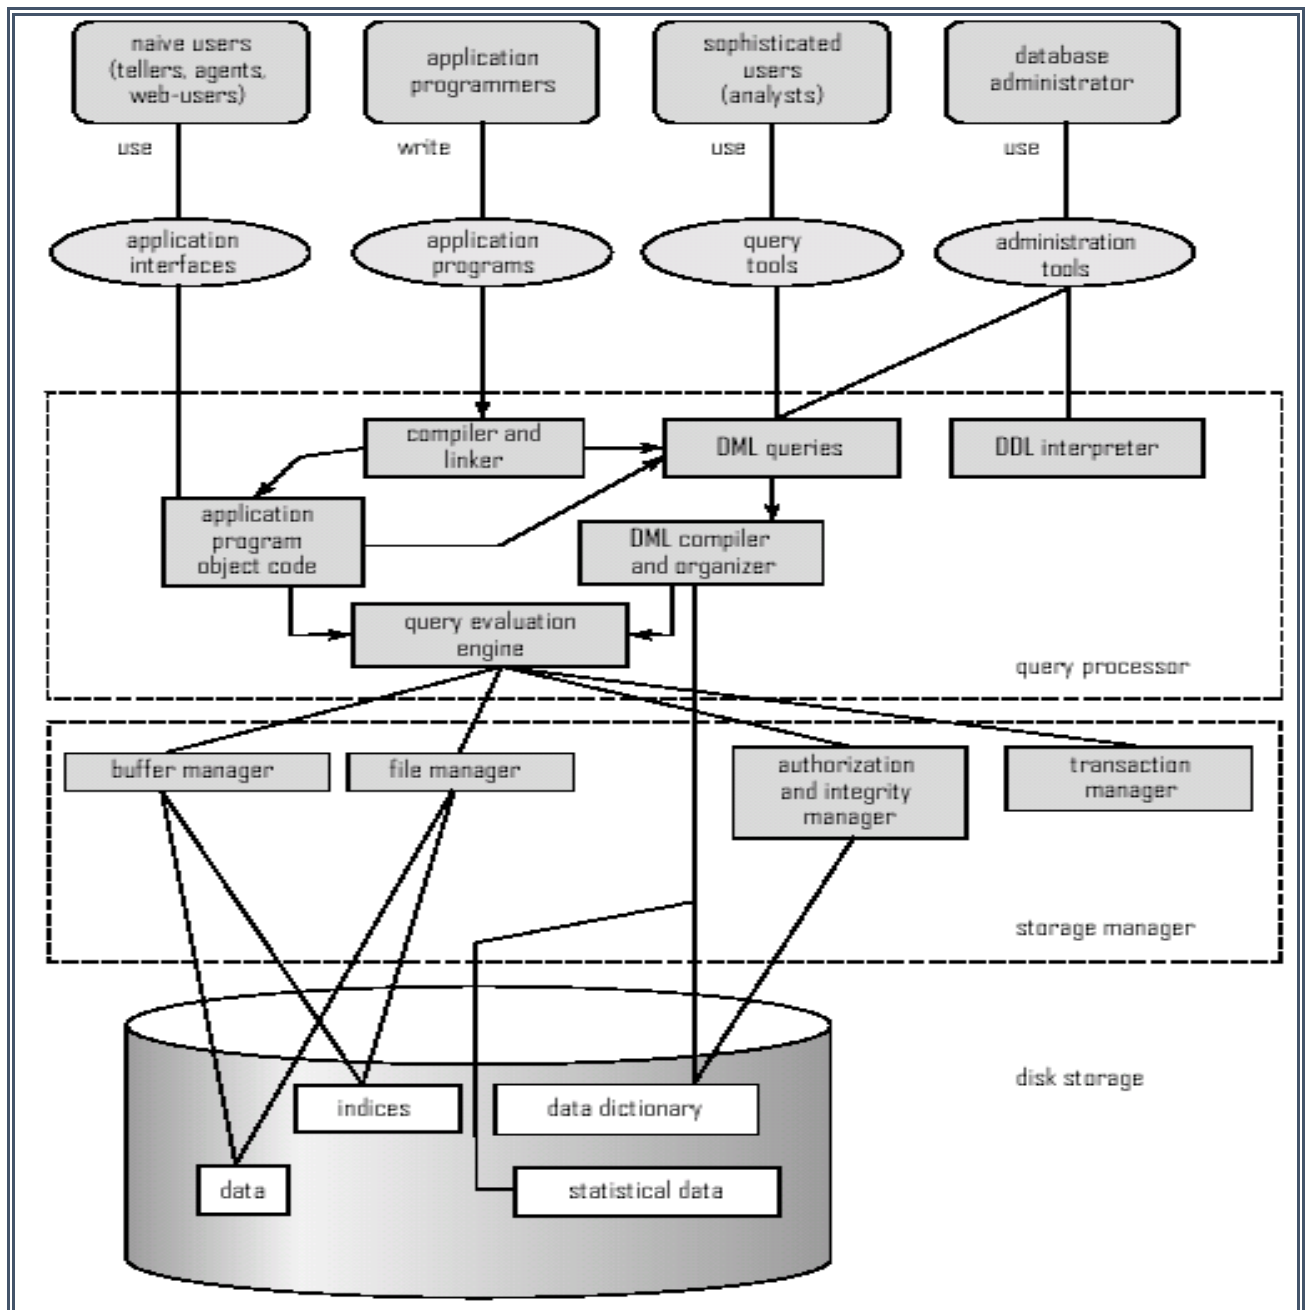 naive users
(tellers, agents,
web-users)
application
programmers
sophisticated
users
(analysts)
database
administrator
use
write
use
use
application
interfaces
application
programs
query
tools
administration
tools
compiler and
linker
DML queries
DDL interpreter
application
program
object code
DML compiler
and organizer
query evaluation
engine
query processor
buffer manager
file manager
authorization
and integrity
manager
transaction
manager
storage manager
disk storage
indices
data dictionary
data
statistical data